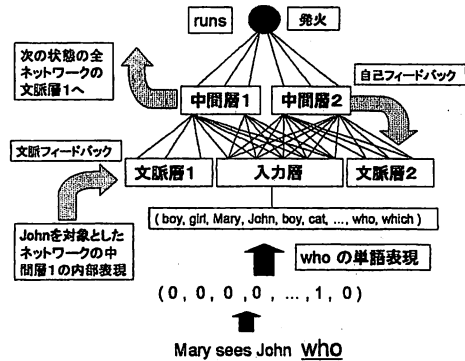 runs
発火
次の状態の全
ネットワークの
文脈層1へ
自己フィードバック
中間層1
中間層2
文脈フィードバック
文脈層1
入力層
文脈層2
( boy, girl, Mary, John, boy, cat, ..., who, which )
Johnを対象とした
ネットワークの中
間層1の内部表現
who の単語表現
( 0, 0, 0 ,0 , ... , 1, 0 )
Mary sees John who